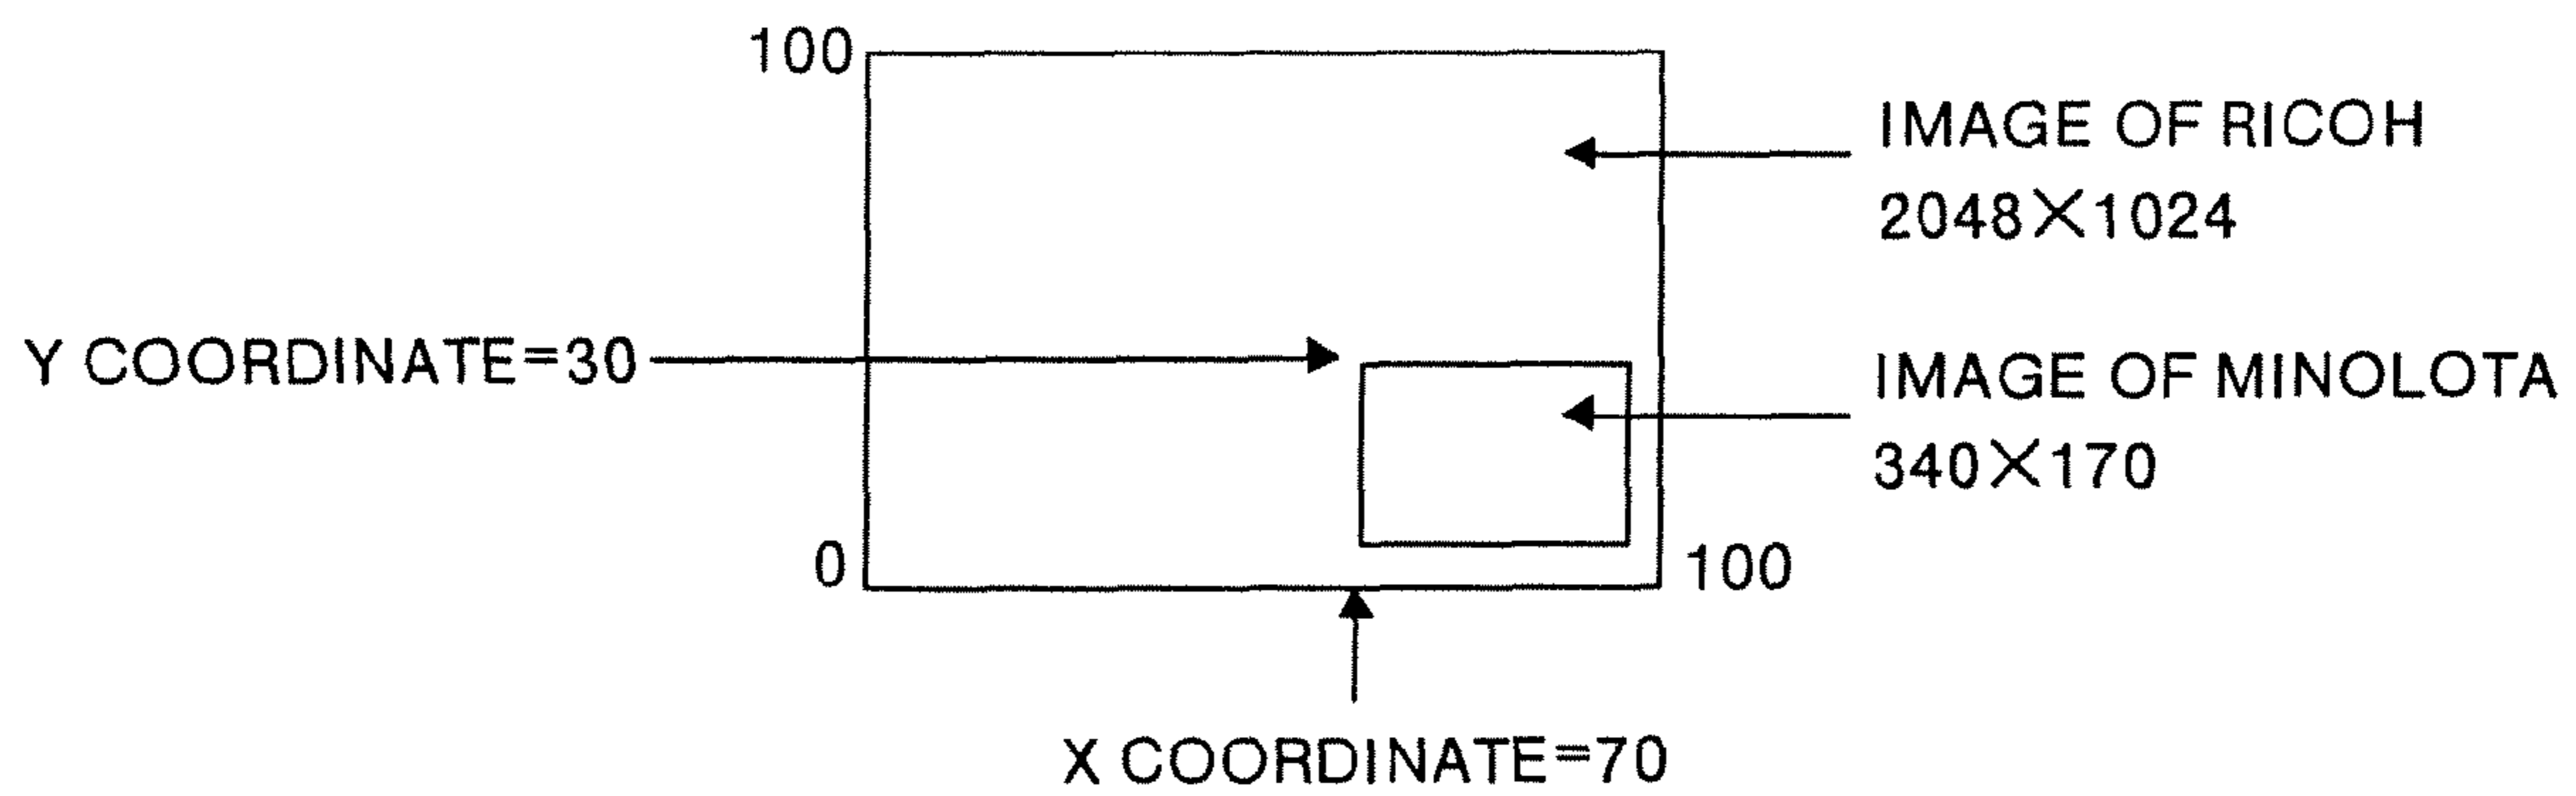 100
IMAGE OF RICOH
2048×1024
Y COORDINATE=30
IMAGE OF MINOLOTA
340×170
0
100
X COORDINATE=70